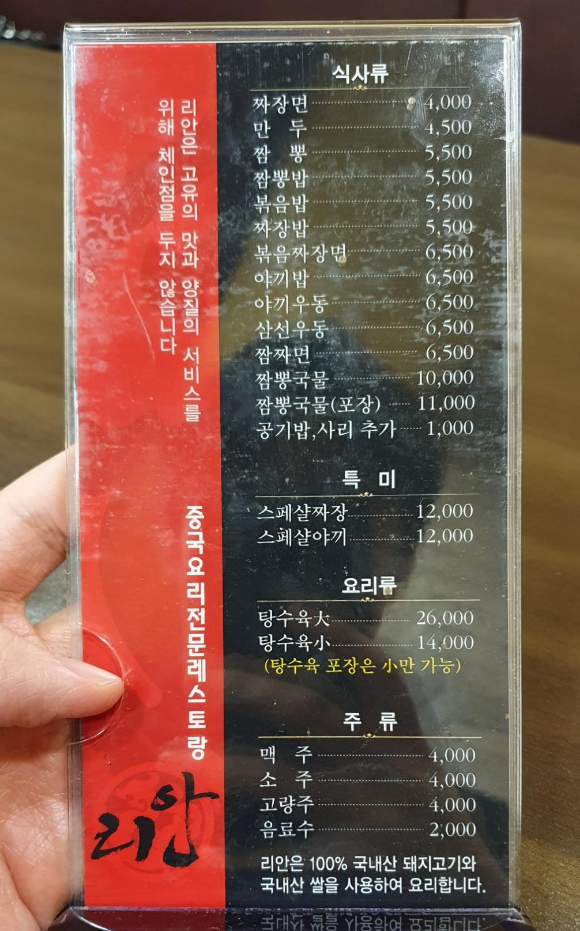 리안은 고유의 맛과 양질의 서비스를
위해 체인점을 두지 않습니다
중국요리전문레스토랑
리안
식사류
짜장면 4,000
만 두 4,500
짬 뽕 5,500
짬뽕밥 5,500
볶음밥 5,500
짜장밥 5,500
볶음짜장면 6,500
야끼밥 6,500
야끼우동 6,500
삼선우동 6,500
짬짜면 6,500
짬뽕국물 10,000
짬뽕국물(포장) 11,000
공기밥,사리 추가 1,000
특 미
스페샬짜장 12,000
스페샬야끼 12,000
요리류
탕수육大 26,000
탕수육小 14,000
(탕수육 포장은 小만 가능)
주 류
맥 주 4,000
소 주 4,000
고량주 4,000
음료수 2,000
리안은 100% 국내산 돼지고기와
국내산 쌀을 사용하여 요리합니다.